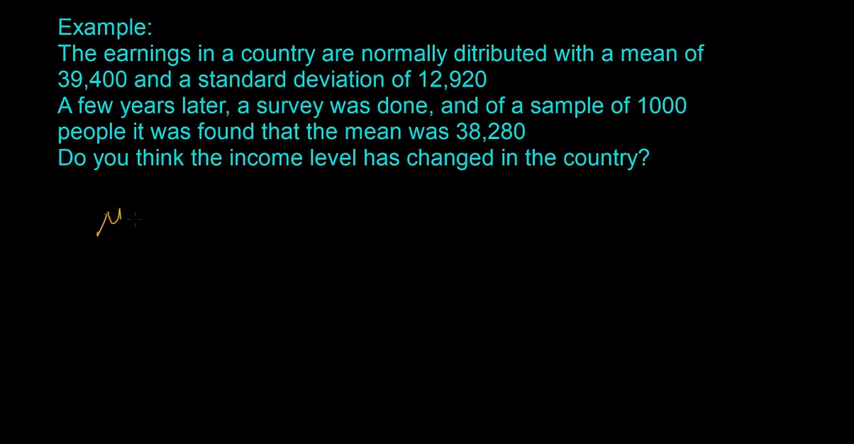 Example:
The earnings in a country are normally ditributed with a mean of
39,400 and a standard deviation of 12,920
A few years later, a survey was done, and of a sample of 1000
people it was found that the mean was 38,280
Do you think the income level has changed in the country?
μ